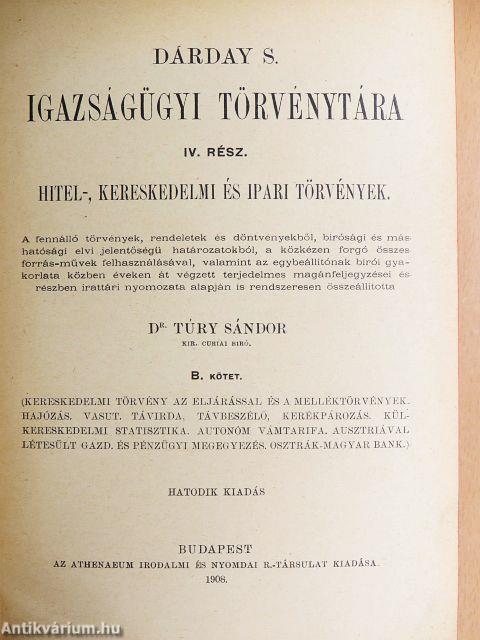 DÁRDAY S.
IGAZSÁGÜGYI TÖRVÉNYTÁRA
IV. RÉSZ.
HITEL-, KERESKEDELMI ÉS IPARI TÖRVÉNYEK.
A fennálló törvények, rendeletek és döntvényekből, birósági és más
hatósági elvi jelentőségü határozatokból, a közkézen forgó összes
forrás-művek felhasználásával, valamint az egybeállitónak birói gya-
korlata közben éveken át végzett terjedelmes magánfeljegyzései és
részben irattári nyomozata alapján is rendszeresen összeállitotta
DR. TÚRY SÁNDOR
KIR. CURIAI BIRÓ.
B. KÖTET.
(KERESKEDELMI TÖRVÉNY AZ ELJÁRÁSSAL ÉS A MELLÉKTÖRVÉNYEK.
HAJÓZÁS. VASUT. TÁVIRDA, TÁVBESZÉLŐ, KERÉKPÁROZÁS. KÜL-
KERESKEDELMI STATISZTIKA. AUTONÓM VÁMTARIFA. AUSZTRIÁVAL
LÉTESÜLT GAZD. ÉS PÉNZÜGYI MEGEGYEZÉS. OSZTRÁK-MAGYAR BANK.)
HATODIK KIADÁS
BUDAPEST
AZ ATHENAEUM IRODALMI ÉS NYOMDAI R.-TÁRSULAT KIADÁSA.
1908.
Antikvárium.hu